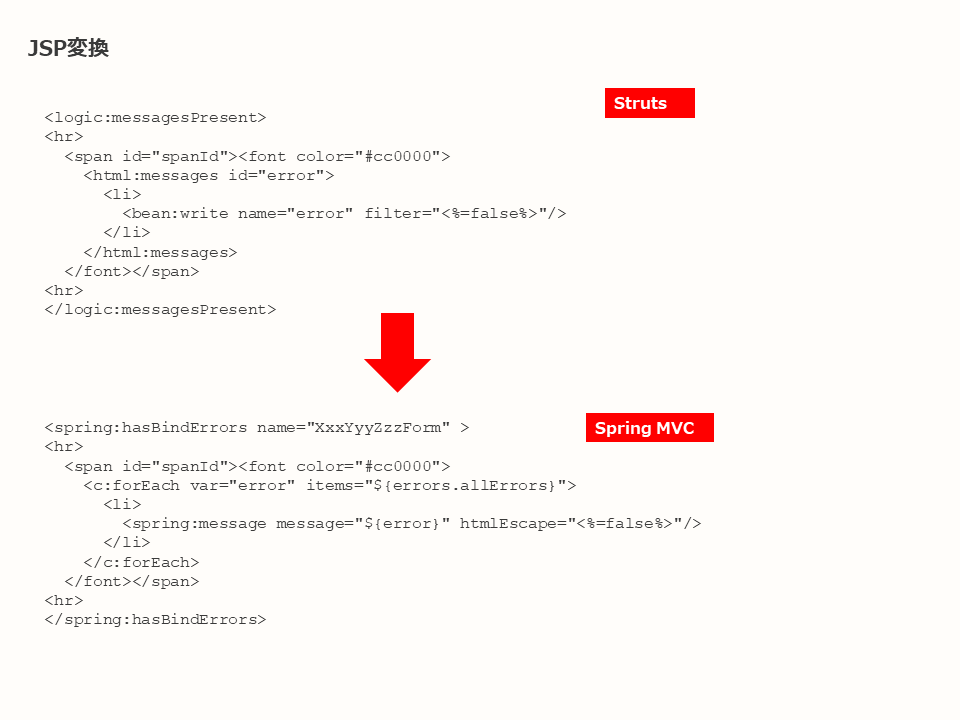 JSP変換
Struts
<logic:messagesPresent>
<hr>
  <span id="spanId"><font color="#cc0000">
    <html:messages id="error">
      <li>
        <bean:write name="error" filter="<%=false%>"/>
      </li>
    </html:messages>
  </font></span>
<hr>
</logic:messagesPresent>
Spring MVC
<spring:hasBindErrors name="XxxYyyZzzForm" >
<hr>
  <span id="spanId"><font color="#cc0000">
    <c:forEach var="error" items="${errors.allErrors}">
      <li>
        <spring:message message="${error}" htmlEscape="<%=false%>"/>
      </li>
    </c:forEach>
  </font></span>
<hr>
</spring:hasBindErrors>